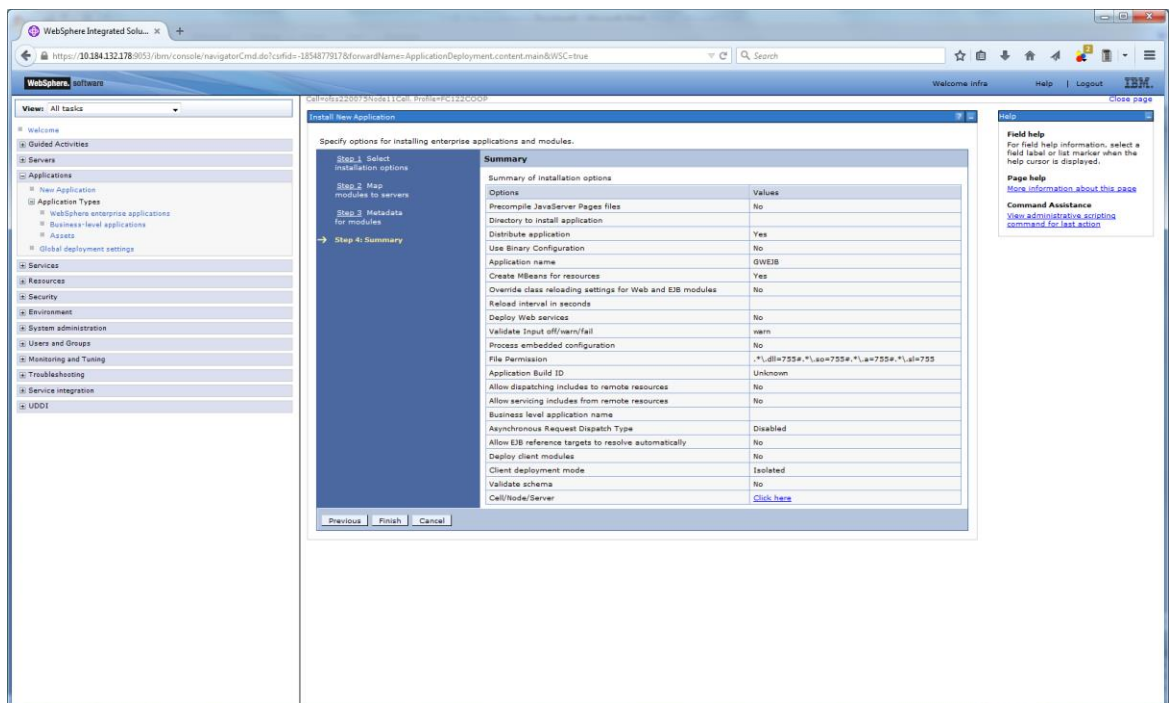 WebSphere Integrated Solu... × +
https://10.184.132.178:9053/ibm/console/navigatorCmd.do?csrfid=-1854877917&forwardName=ApplicationDeployment.content.main&WSC=true
Search
2
WebSphere. software
Welcome infra Help | Logout IBM.
View: All tasks
Welcome
Guided Activities
Servers
Applications
New Application
Application Types
WebSphere enterprise applications
Business-level applications
Assets
Global deployment settings
Services
Resources
Security
Environment
System administration
Users and Groups
Monitoring and Tuning
Troubleshooting
Service integration
UDDI
Profile=FC122COOP
Close page
Install New Application ? -
Specify options for installing enterprise applications and modules.
Step 1 Select
installation options
Step 2 Map
modules to servers
Step 3 Metadata
for modules
Step 4: Summary
Summary
Summary of installation options
Options Values
Precompile JavaServer Pages files No
Directory to install application
Distribute application Yes
Use Binary Configuration No
Application name GWEJB
Create MBeans for resources Yes
Override class reloading settings for Web and EJB modules No
Reload interval in seconds
Deploy Web services No
Validate Input off/warn/fail warn
Process embedded configuration No
File Permission .*\.dll=755#.*\.so=755#.*\.a=755#.*\.sl=755
Application Build ID Unknown
Allow dispatching includes to remote resources No
Allow servicing includes from remote resources No
Business level application name
Asynchronous Request Dispatch Type Disabled
Allow EJB reference targets to resolve automatically No
Deploy client modules No
Client deployment mode Isolated
Validate schema No
Cell/Node/Server Click here
Previous Finish Cancel
Help
Field help
For field help information, select a
field label or list marker when the
help cursor is displayed.
Page help
More information about this page
Command Assistance
View administrative scripting
command for last action